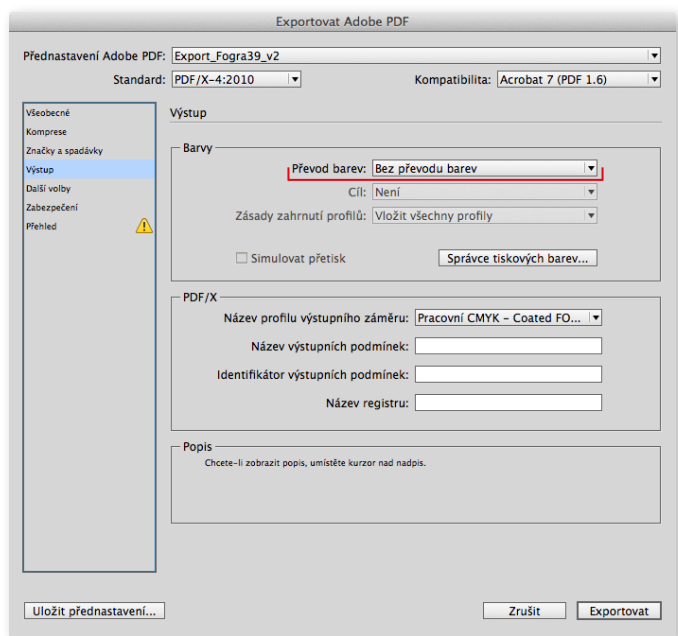 Exportovat Adobe PDF
Přednastavení Adobe PDF: Export_Fogra39_v2
Standard: PDF/X-4:2010 Kompatibilita: Acrobat 7 (PDF 1.6)
Všeobecné
Komprese
Značky a spadávky
Výstup
Další volby
Zabezpečení
Přehled
Výstup
Barvy
Převod barev: Bez převodu barev
Cíl: Není
Zásady zahrnutí profilů: Vložit všechny profily
Simulovat přetisk Správce tiskových barev...
PDF/X
Název profilu výstupního záměru: Pracovní CMYK – Coated FO...
Název výstupních podmínek:
Identifikátor výstupních podmínek:
Název registru:
Popis
Chcete-li zobrazit popis, umístěte kurzor nad nadpis.
Uložit přednastavení... Zrušit Exportovat